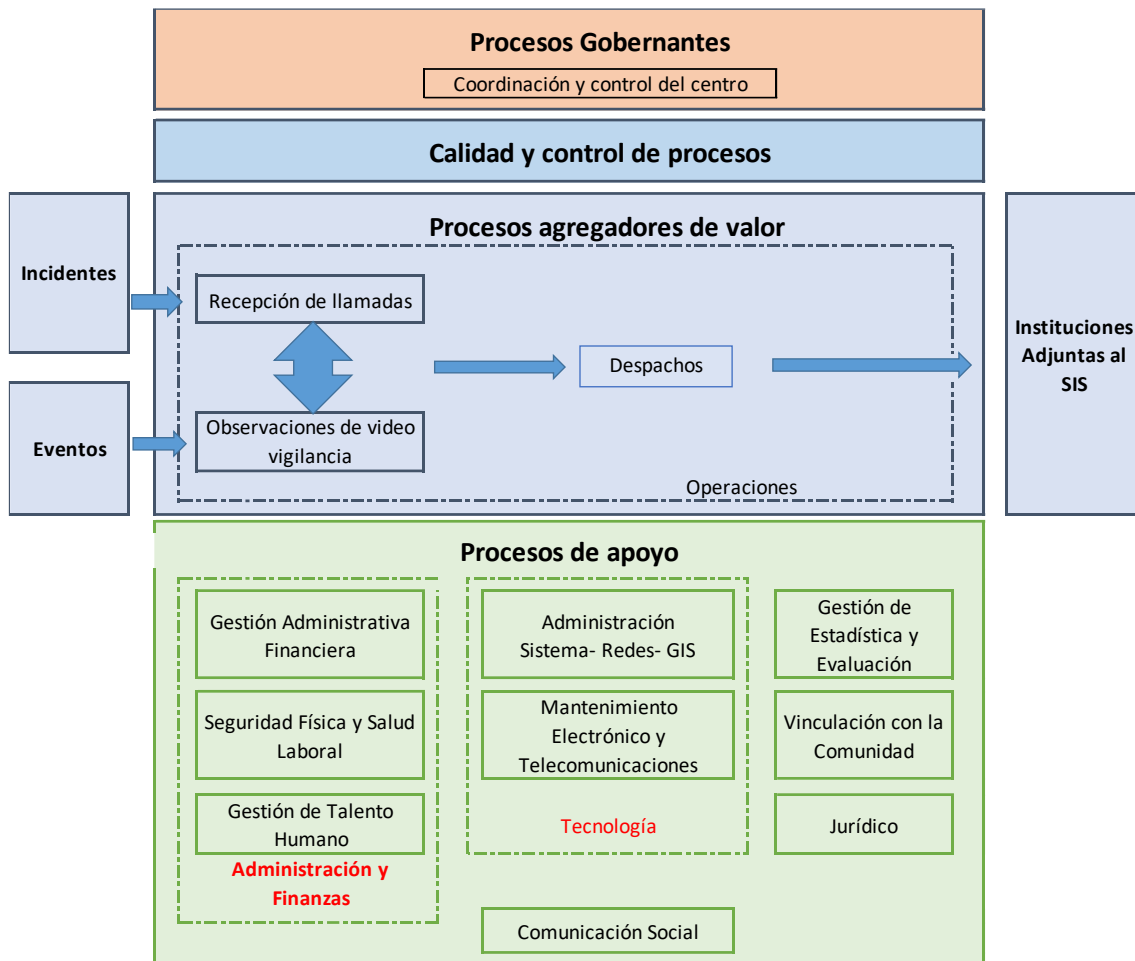 Procesos Gobernantes
Coordinación y control del centro
Calidad y control de procesos
Incidentes
Eventos
Procesos agregadores de valor
Recepción de llamadas
Observaciones de video
vigilancia
Despachos
Operaciones
Instituciones
Adjuntas al
SIS
Procesos de apoyo
Gestión Administrativa
Financiera
Seguridad Física y Salud
Laboral
Gestión de Talento
Humano
Administración y
Finanzas
Administración
Sistema- Redes- GIS
Mantenimiento
Electrónico y
Telecomunicaciones
Tecnología
Gestión de
Estadística y
Evaluación
Vinculación con la
Comunidad
Jurídico
Comunicación Social